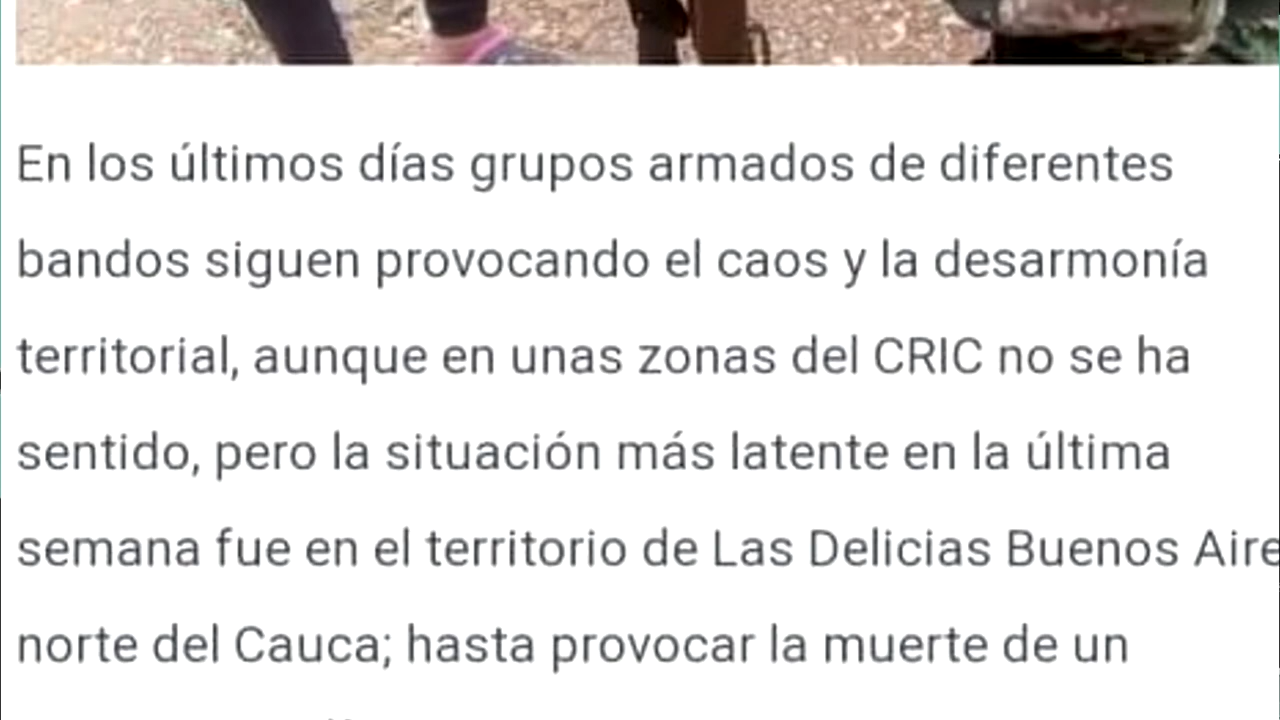 En los últimos días grupos armados de diferentes
bandos siguen provocando el caos y la desarmonía
territorial, aunque en unas zonas del CRIC no se ha
sentido, pero la situación más latente en la última
semana fue en el territorio de Las Delicias Buenos Aire
norte del Cauca; hasta provocar la muerte de un